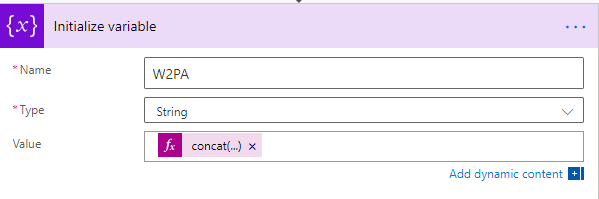 {x} Initialize variable ...
* Name W2PA
* Type String
Value fx concat(...) ×
Add dynamic content +